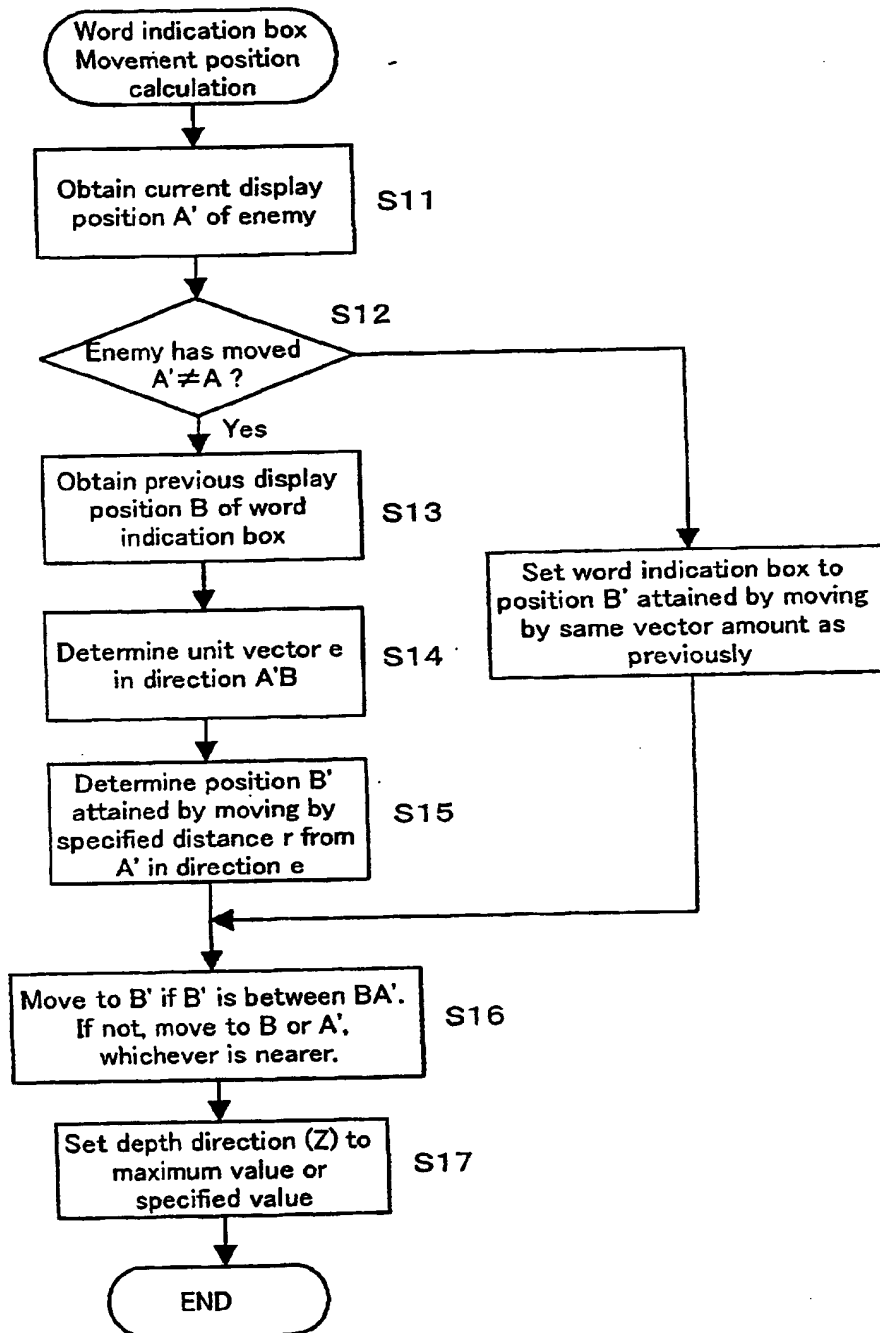 Word indication box
Movement position
calculation
Obtain current display
position A' of enemy
S11
S12
Enemy has moved
A'≠A ?
Yes
Obtain previous display
position B of word
indication box
S13
Set word indication box to
position B' attained by moving
by same vector amount as
previously
Determine unit vector e
in direction A'B
S14
Determine position B'
attained by moving by
specified distance r from
A' in direction e
S15
Move to B' if B' is between BA'.
If not, move to B or A',
whichever is nearer.
S16
Set depth direction (Z) to
maximum value or
specified value
S17
END